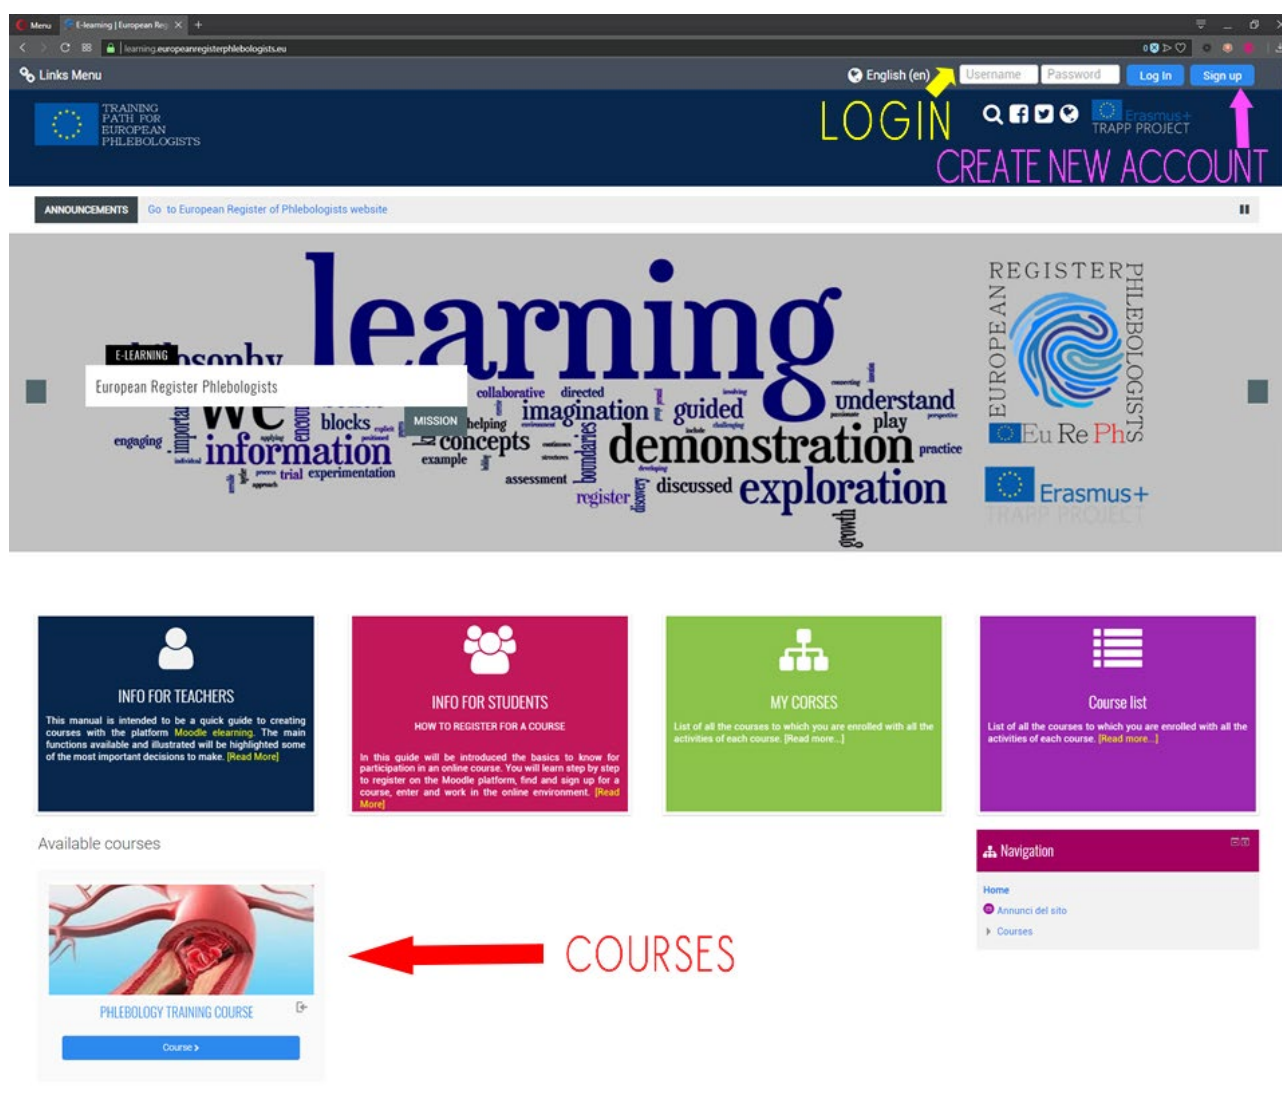 Menu
E-learning | European Reg
learning.europeanregisterphlebologists.eu
Links Menu
English (en)
Username
Password
Log In
Sign up
TRAINING
PATH FOR
EUROPEAN
PHLEBOLOGISTS
LOGIN
Erasmus+
TRAPP PROJECT
CREATE NEW ACCOUNT
ANNOUNCEMENTS
Go to European Register of Phlebologists website
learning
philosophy
E-LEARNING
European Register Phlebologists
MISSION
we
collaborative
directed
imagination
guided
understand
play
practice
engaging
important
blocks
helping
concepts
information
example
trial
experimentation
assessment
boundaries
demonstration
register
discovery
discussed
exploration
growth
EUROPEAN
REGISTER
PHLEBOLOGISTS
Eu Re Phs
Erasmus+
TRAPP PROJECT
INFO FOR TEACHERS
This manual is intended to be a quick guide to creating
courses with the platform Moodle elearning. The main
functions available and illustrated will be highlighted some
of the most important decisions to make. [Read More]
INFO FOR STUDENTS
HOW TO REGISTER FOR A COURSE
In this guide will be introduced the basics to know for
participation in an online course. You will learn step by step
to register on the Moodle platform, find and sign up for a
course, enter and work in the online environment. [Read
More]
MY CORSES
List of all the courses to which you are enrolled with all the
activities of each course. [Read more...]
Course list
List of all the courses to which you are enrolled with all the
activities of each course. [Read more...]
Available courses
PHLEBOLOGY TRAINING COURSE
Course
COURSES
Navigation
Home
Annunci del sito
Courses